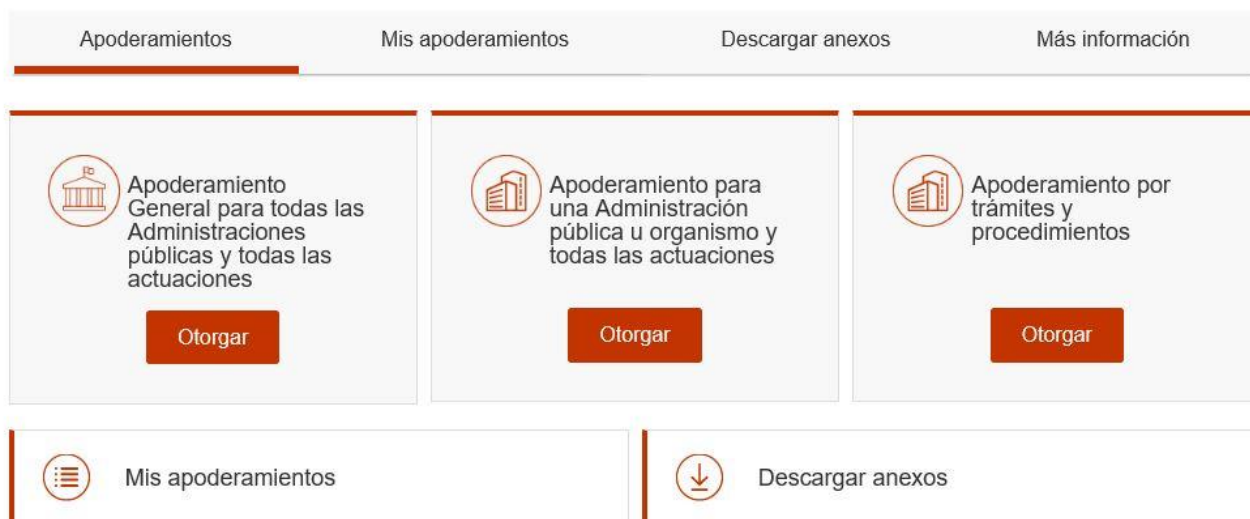 Apoderamientos
Mis apoderamientos
Descargar anexos
Más información
Apoderamiento
General para todas las
Administraciones
públicas y todas las
actuaciones
Otorgar
Apoderamiento para
una Administración
pública u organismo y
todas las actuaciones
Otorgar
Apoderamiento por
trámites y
procedimientos
Otorgar
Mis apoderamientos
Descargar anexos